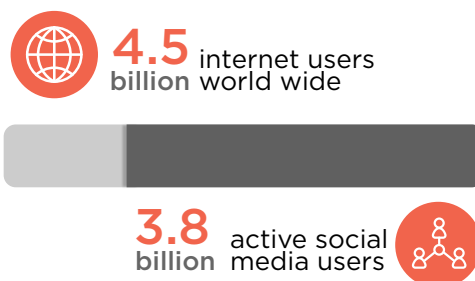 4.5 internet users
billion world wide
3.8 active social
billion media users